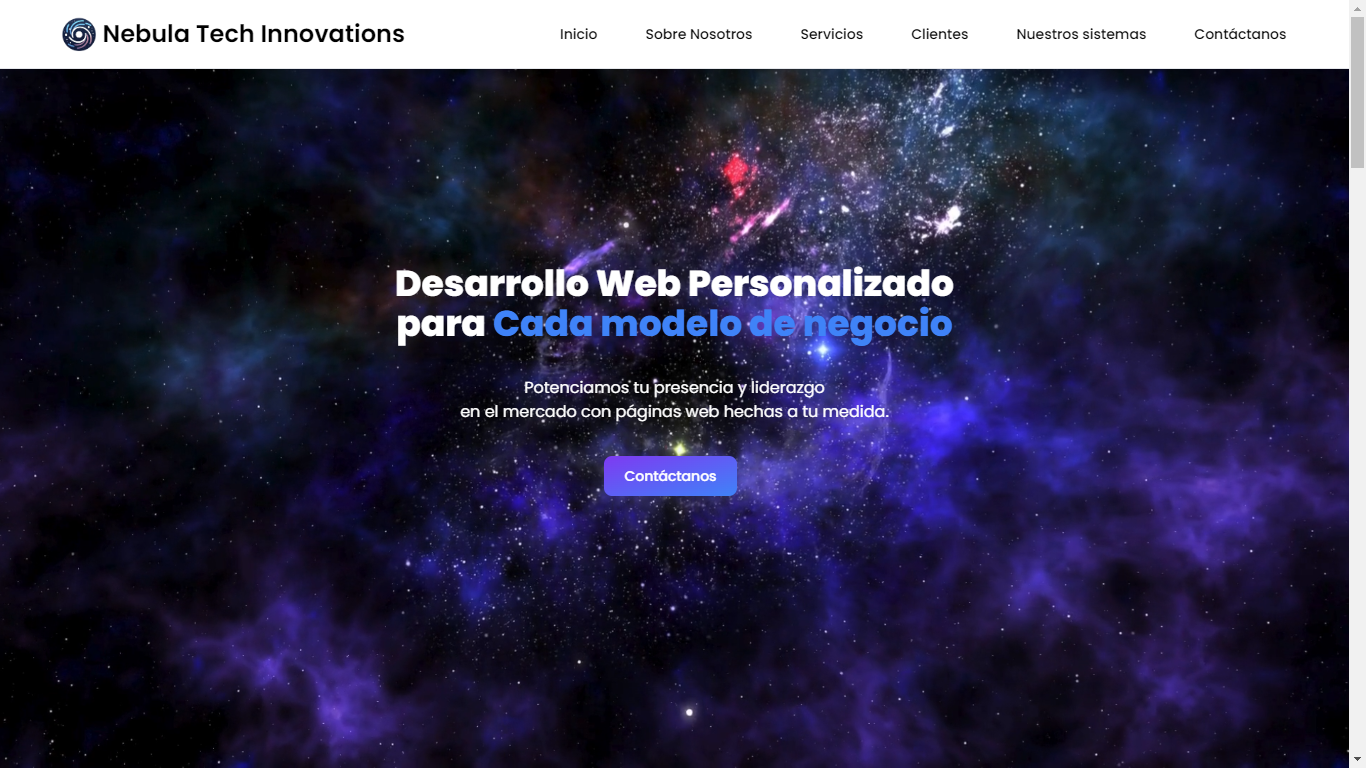 Nebula Tech Innovations
Inicio
Sobre Nosotros
Servicios
Clientes
Nuestros sistemas
Contáctanos
Desarrollo Web Personalizado
para Cada modelo de negocio
Potenciamos tu presencia y liderazgo
en el mercado con páginas web hechas a tu medida.
Contáctanos